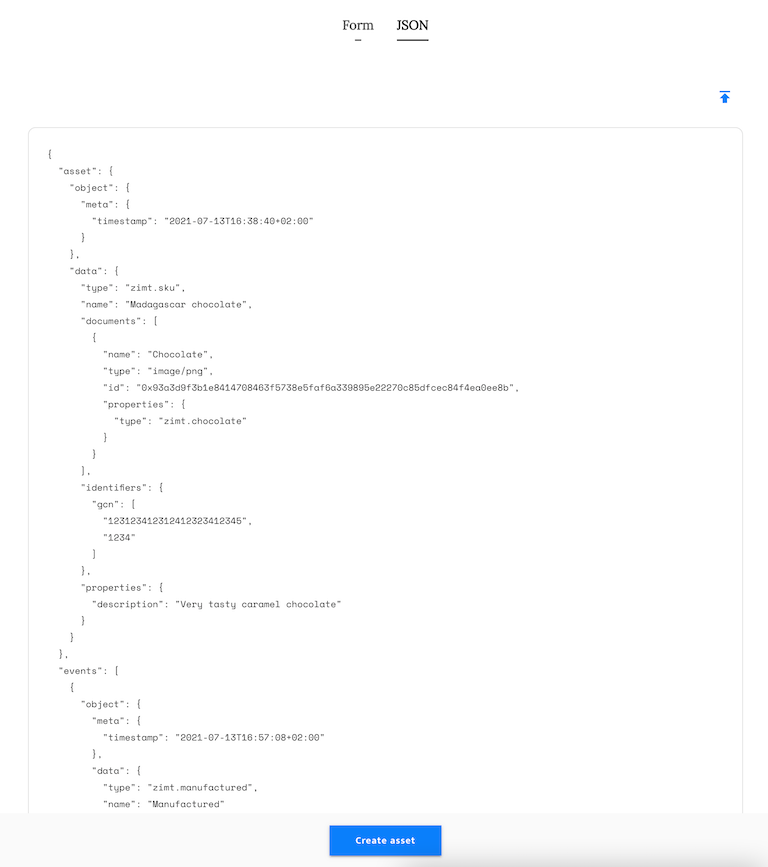 Form JSON
{
"asset": {
"object": {
"meta": {
"timestamp": "2021-07-13T16:38:40+02:00"
}
},
"data": {
"type": "zimt.sku",
"name": "Madagascar chocolate",
"documents": [
{
"name": "Chocolate",
"type": "image/png",
"id": "0x93a3d9f3b1e8414708463f5738e5faf6a339895e22270c85dfcec84f4ea0ee8b",
"properties": {
"type": "zimt.chocolate"
}
}
],
"identifiers": {
"gcn": [
"123123412312412323412345",
"1234"
]
},
"properties": {
"description": "Very tasty caramel chocolate"
}
}
},
"events": [
{
"object": {
"meta": {
"timestamp": "2021-07-13T16:57:08+02:00"
},
"data": {
"type": "zimt.manufactured",
"name": "Manufactured"
Create asset